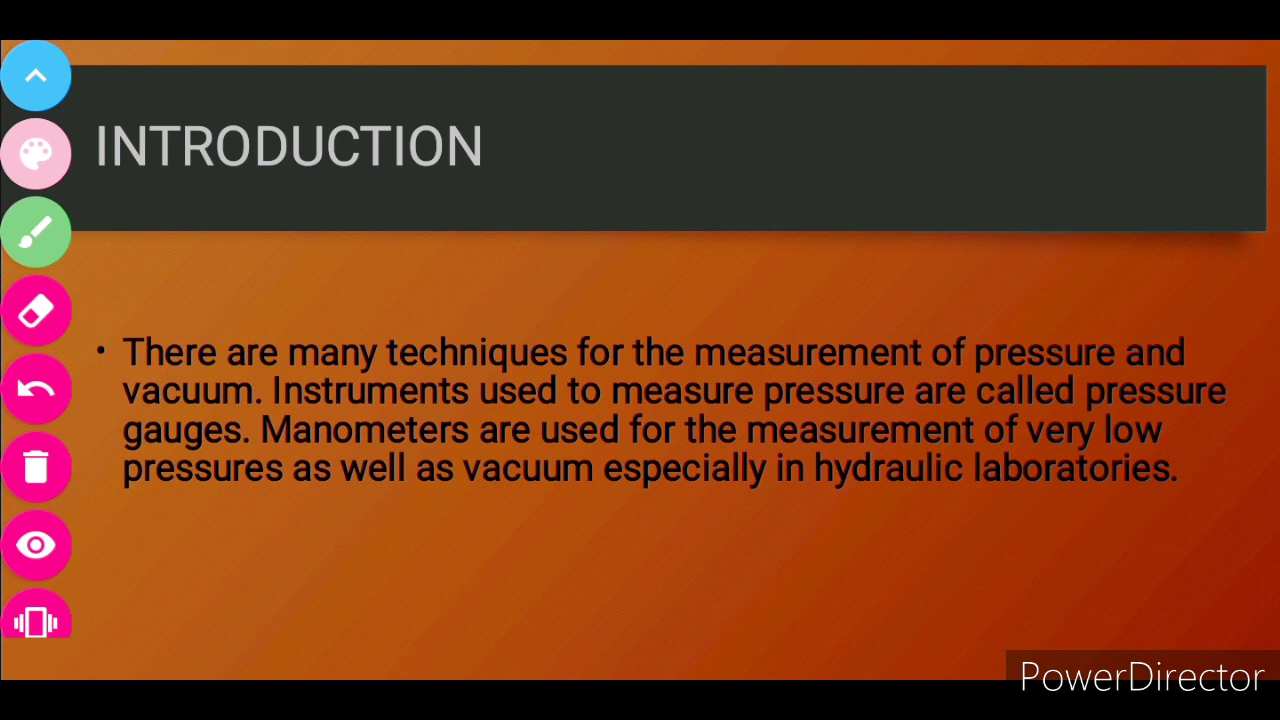 INTRODUCTION
• There are many techniques for the measurement of pressure and
vacuum. Instruments used to measure pressure are called pressure
gauges. Manometers are used for the measurement of very low
pressures as well as vacuum especially in hydraulic laboratories.
PowerDirector